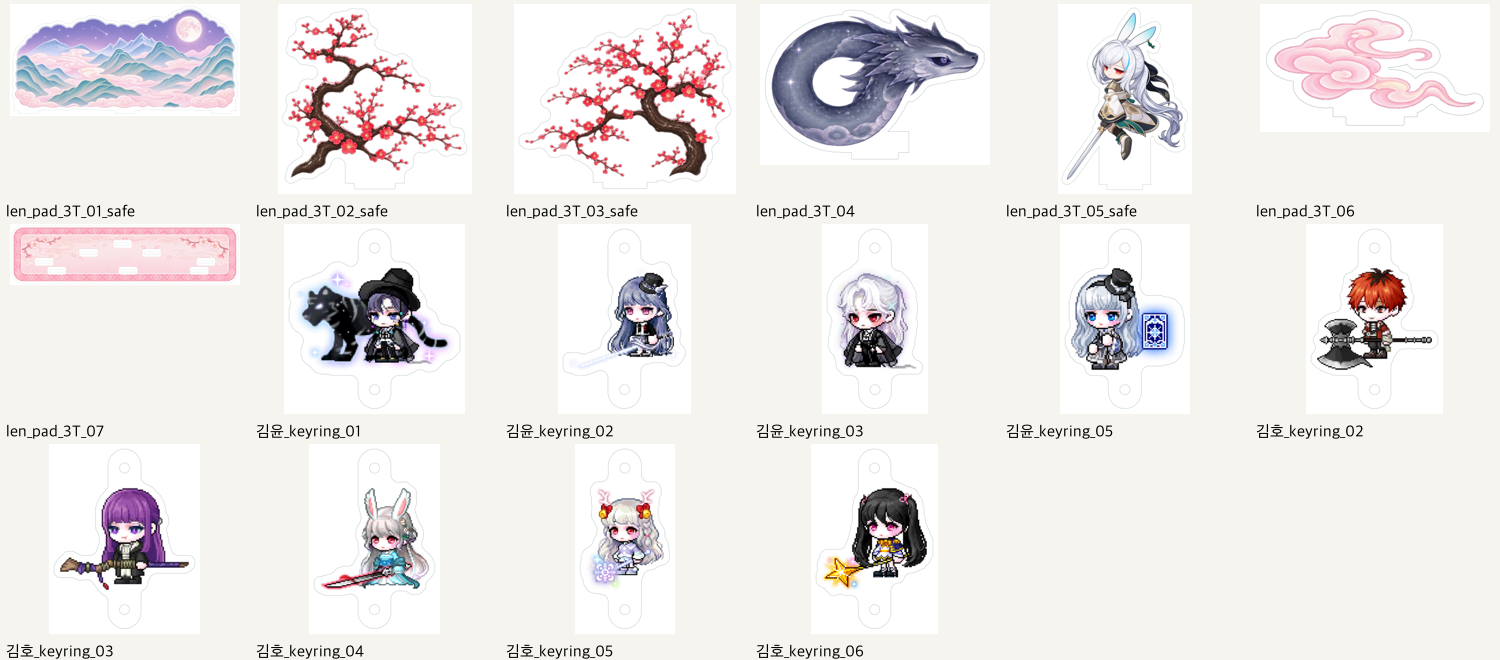 len_pad_3T_01_safe
len_pad_3T_02_safe
len_pad_3T_03_safe
len_pad_3T_04
len_pad_3T_05_safe
len_pad_3T_06
len_pad_3T_07
김윤_keyring_01
김윤_keyring_02
김윤_keyring_03
김윤_keyring_05
김호_keyring_02
김호_keyring_03
김호_keyring_04
김호_keyring_05
김호_keyring_06